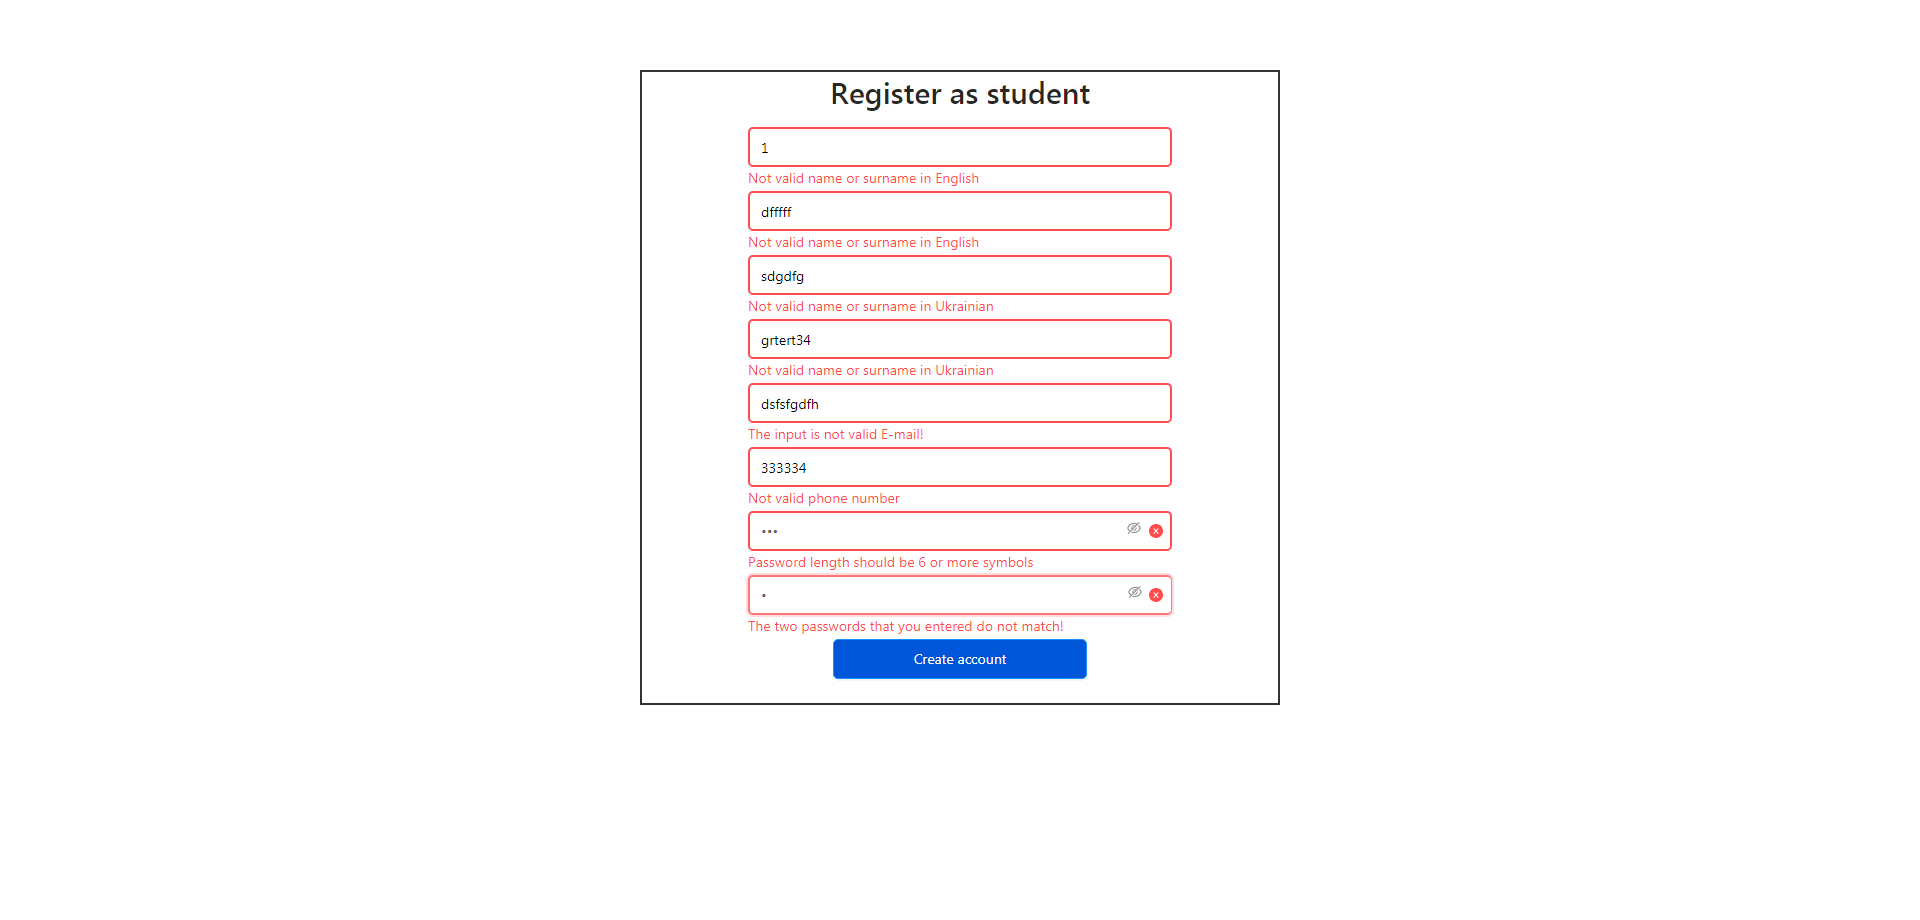 Register as student
1
Not valid name or surname in English
dfffff
Not valid name or surname in English
sdgdfg
Not valid name or surname in Ukrainian
grtert34
Not valid name or surname in Ukrainian
dsfsfgdfh
The input is not valid E-mail!
333334
Not valid phone number
•••
Password length should be 6 or more symbols
•
The two passwords that you entered do not match!
Create account